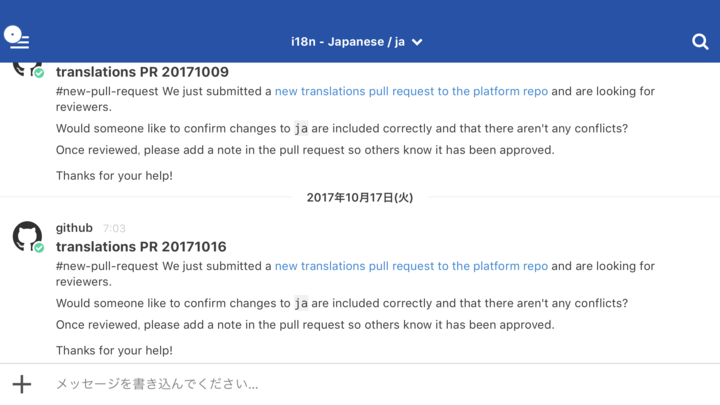 i18n - Japanese / ja
translations PR 20171009
#new-pull-request We just submitted a new translations pull request to the platform repo and are looking for
reviewers.
Would someone like to confirm changes to ja are included correctly and that there aren't any conflicts?
Once reviewed, please add a note in the pull request so others know it has been approved.
Thanks for your help!
2017年10月17日(火)
github 7:03
translations PR 20171016
#new-pull-request We just submitted a new translations pull request to the platform repo and are looking for
reviewers.
Would someone like to confirm changes to ja are included correctly and that there aren't any conflicts?
Once reviewed, please add a note in the pull request so others know it has been approved.
Thanks for your help!
メッセージを書き込んでください...